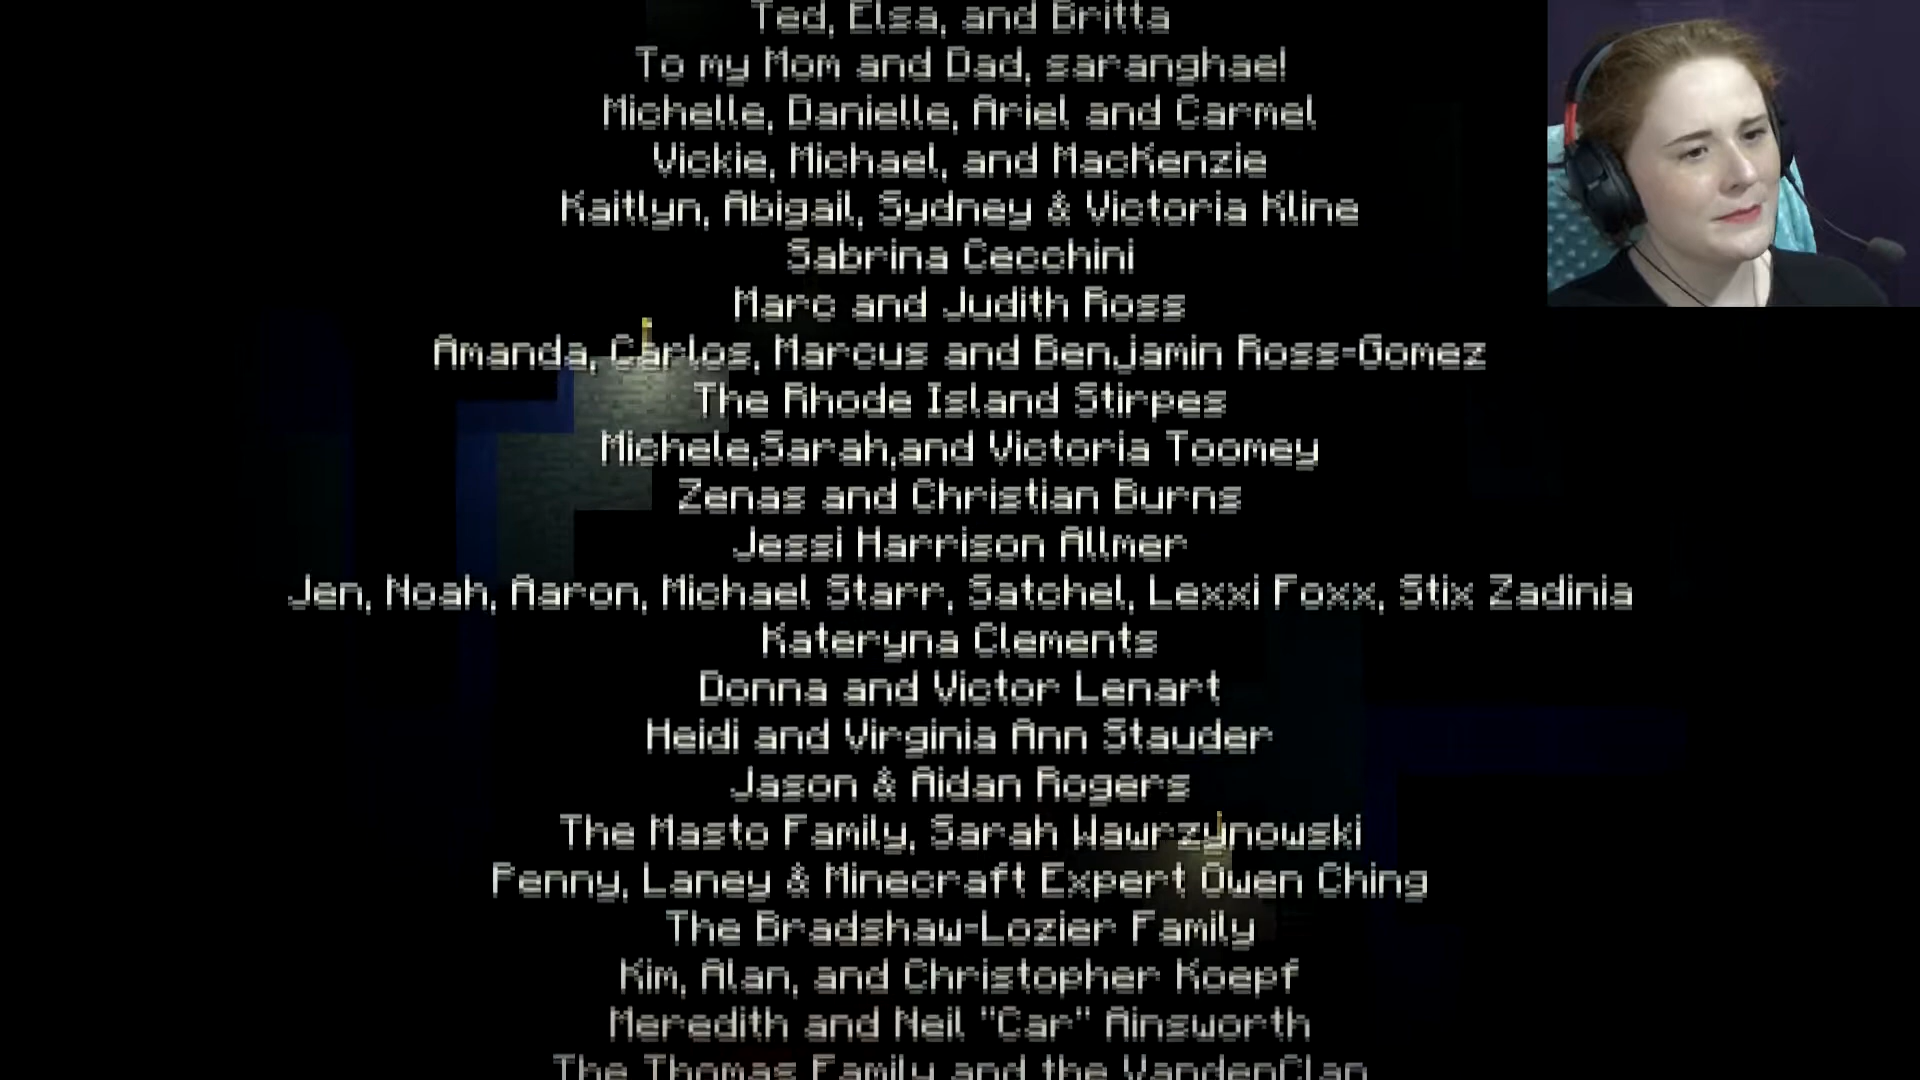 Ted, Elsa, and Britta
To my Mom and Dad, saranghae!
Michelle, Danielle, Ariel and Carmel
Vickie, Michael, and MacKenzie
Kaitlyn, Abigail, Sydney & Victoria Kline
Sabrina Cecchini
Marc and Judith Ross
Amanda, Carlos, Marcus and Benjamin Ross-Gomez
The Rhode Island Stirpes
Michele,Sarah,and Victoria Toomey
Zenas and Christian Burns
Jessi Harrison Allmer
Jen, Noah, Aaron, Michael Starr, Satchel, Lexxi Foxx, Stix Zadinia
Kateryna Clements
Donna and Victor Lenart
Heidi and Virginia Ann Stauder
Jason & Aidan Rogers
The Masto Family, Sarah Wawrzynowski
Penny, Laney & Minecraft Expert Owen Ching
The Bradshaw-Lozier Family
Kim, Alan, and Christopher Koepf
Meredith and Neil "Car" Ainsworth
The Thomas Family and the VandenClan